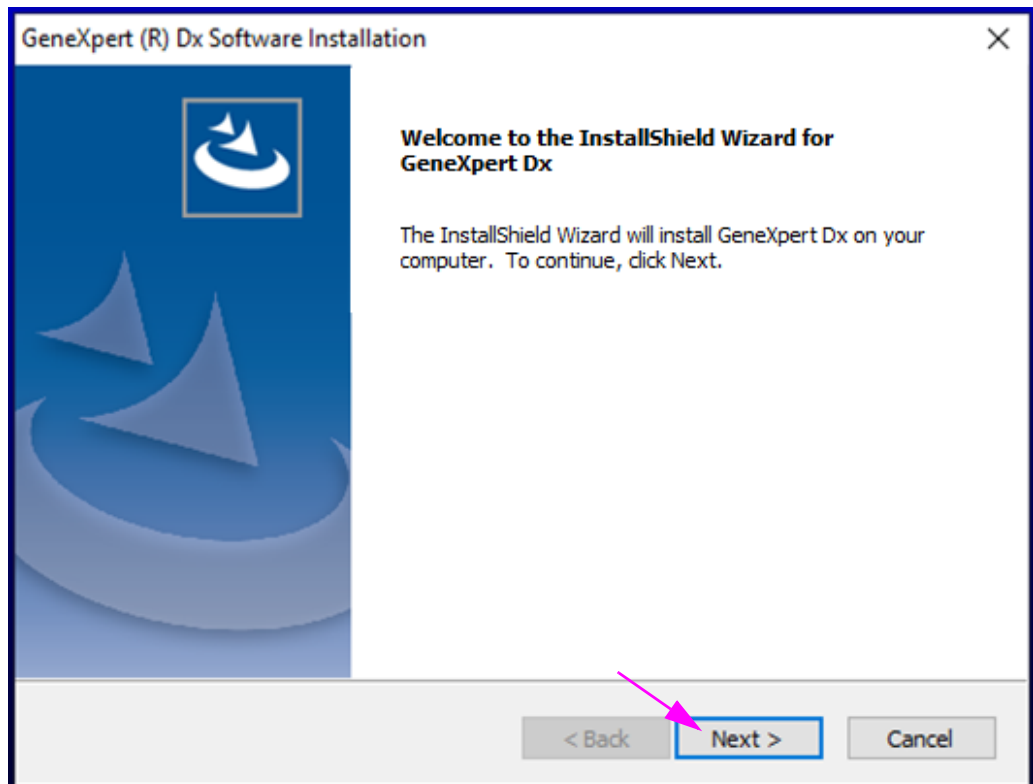 GeneXpert (R) Dx Software Installation
Welcome to the InstallShield Wizard for
GeneXpert Dx
The InstallShield Wizard will install GeneXpert Dx on your
computer.  To continue, click Next.
< Back
Next >
Cancel